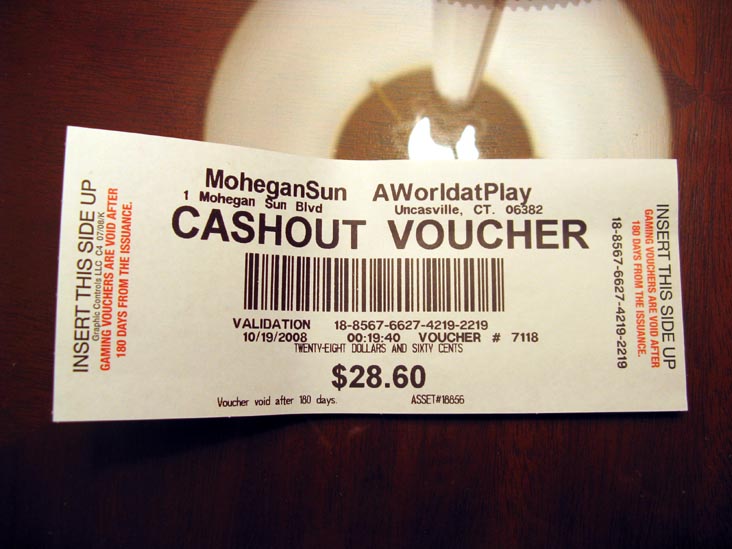 MoheganSun AWorldatPlay
1 Mohegan Sun Blvd Uncasville, CT. 06382
CASHOUT VOUCHER
VALIDATION 18-8567-6627-4219-2219
10/19/2008 00:19:40 VOUCHER # 7118
TWENTY-EIGHT DOLLARS AND SIXTY CENTS
$28.60
Voucher void after 180 days. ASSET#18856
INSERT THIS SIDE UP
Graphic Controls LLC C4 07/08/K
GAMING VOUCHERS ARE VOID AFTER
180 DAYS FROM THE ISSUANCE.
INSERT THIS SIDE UP
GAMING VOUCHERS ARE VOID AFTER
180 DAYS FROM THE ISSUANCE.
18-8567-6627-4219-2219